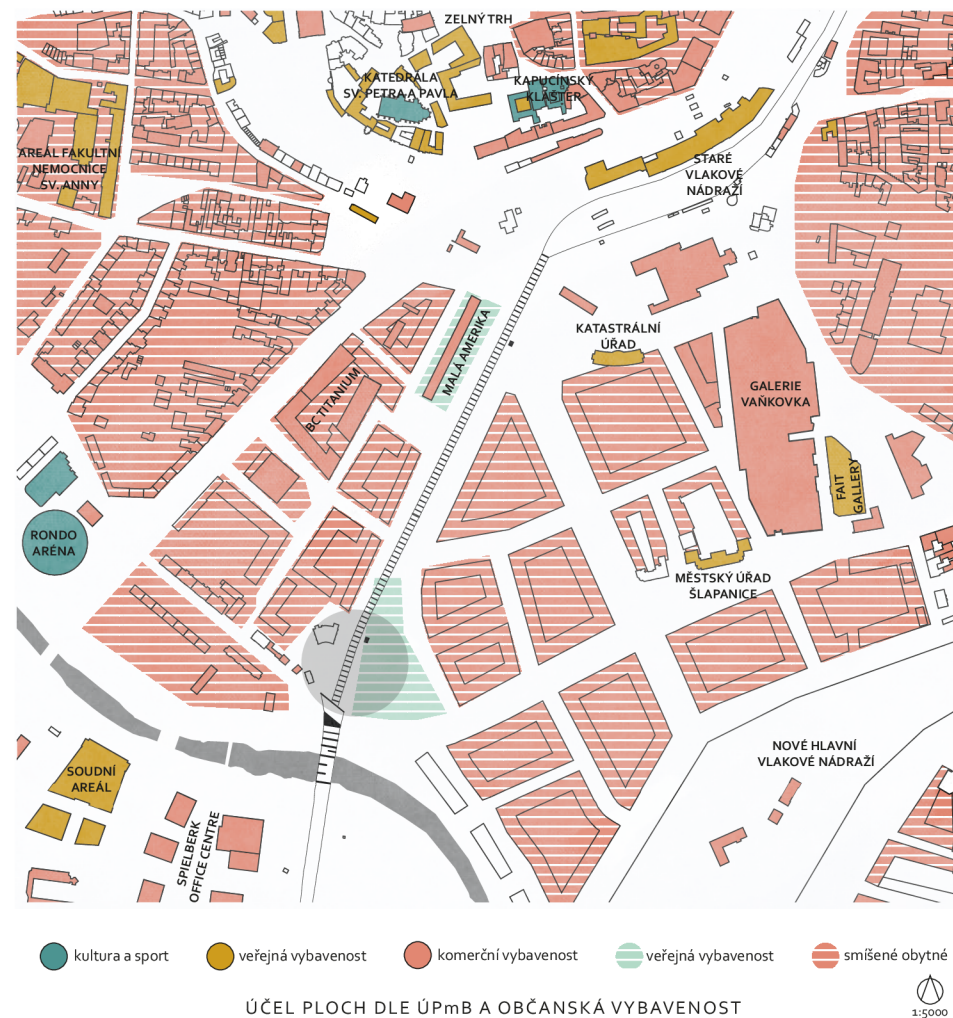 ZELNÝ TRH
KATEDRÁLA
SV. PETRA A PAVLA
KAPUCÍNSKÝ
KLÁŠTER
AREÁL FAKULTNÍ
NEMOCNICE
SV. ANNY
STARÉ
VLAKOVÉ
NÁDRAŽÍ
MALÁ AMERIKA
KATASTRÁLNÍ
ÚŘAD
BC TITANIUM
GALERIE
VAŇKOVKA
FAIT
GALLERY
RONDO
ARÉNA
MĚSTSKÝ ÚŘAD
ŠLAPANICE
NOVÉ HLAVNÍ
VLAKOVÉ NÁDRAŽÍ
SOUDNÍ
AREÁL
SPIELBERK
OFFICE CENTRE
kultura a sport
veřejná vybavenost
komerční vybavenost
veřejná vybavenost
smíšené obytné
ÚČEL PLOCH DLE ÚPmB A OBČANSKÁ VYBAVENOST
1:5000